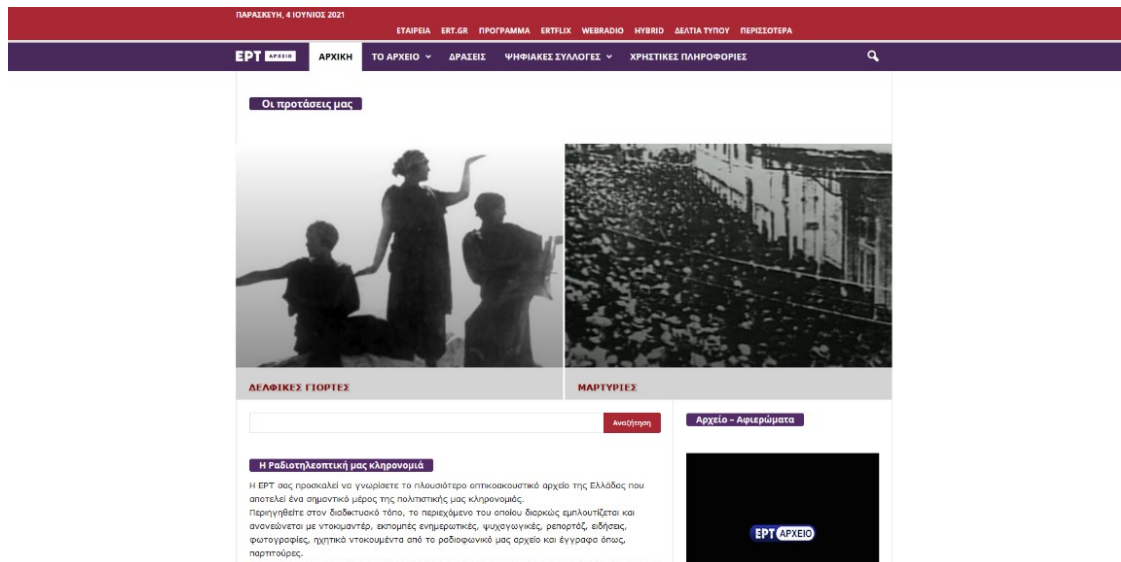 ΠΑΡΑΣΚΕΥΗ, 4 ΙΟΥΝΙΟΣ 2021
ΕΤΑΙΡΕΙΑ ERT.GR ΠΡΟΓΡΑΜΜΑ ERTFLIX WEBRADIO HYBRID ΔΕΛΤΙΑ ΤΥΠΟΥ ΠΕΡΙΣΣΟΤΕΡΑ
ΕΡΤ ΑΡΧΕΙΟ ΑΡΧΙΚΗ ΤΟ ΑΡΧΕΙΟ ΔΡΑΣΕΙΣ ΨΗΦΙΑΚΕΣ ΣΥΛΛΟΓΕΣ ΧΡΗΣΤΙΚΕΣ ΠΛΗΡΟΦΟΡΙΕΣ
Οι προτάσεις μας
ΔΕΛΦΙΚΕΣ ΓΙΟΡΤΕΣ
ΜΑΡΤΥΡΙΕΣ
Αναζήτηση
Αρχείο – Αφιερώματα
Η Ραδιοτηλεοπτική μας κληρονομιά
Η ΕΡΤ σας προσκαλεί να γνωρίσετε το πλουσιότερο οπτικοακουστικό αρχείο της Ελλάδας που
αποτελεί ένα σημαντικό μέρος της πολιτιστικής μας κληρονομιάς.
Περιηγηθείτε στον διαδικτυακό τόπο, το περιεχόμενο του οποίου διαρκώς εμπλουτίζεται και
ανανεώνεται με ντοκιμαντέρ, εκπομπές ενημερωτικές, ψυχαγωγικές, ρεπορτάζ, ειδήσεις,
φωτογραφίες, ηχητικά ντοκουμέντα από το ραδιοφωνικό μας αρχείο και έγγραφα όπως,
παρτιτούρες.
ΕΡΤ ΑΡΧΕΙΟ